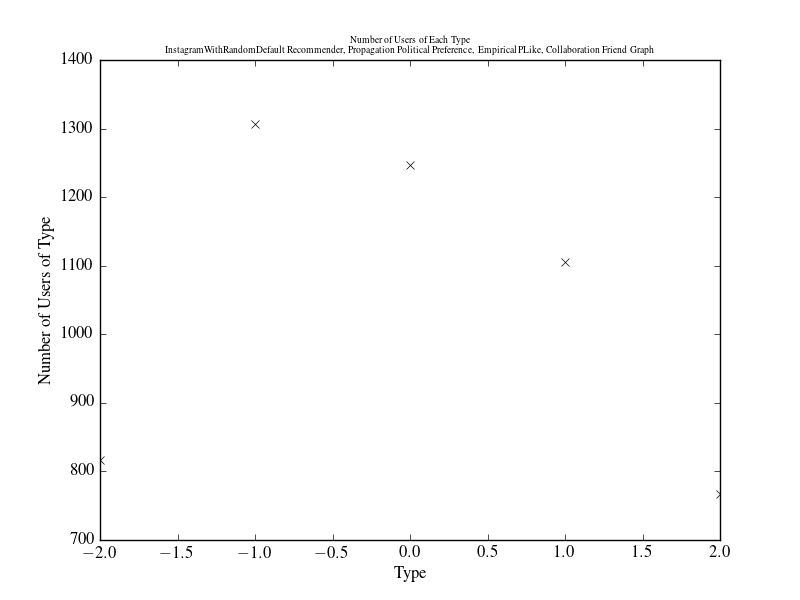 Number of Users of Each Type
InstagramWithRandomDefault Recommender, Propagation Political Preference, EmpiricalPLike, Collaboration Friend Graph
1400
1300
1200
1100
1000
900
800
700
Number of Users of Type
−2.0 −1.5 −1.0 −0.5 0.0 0.5 1.0 1.5 2.0
Type